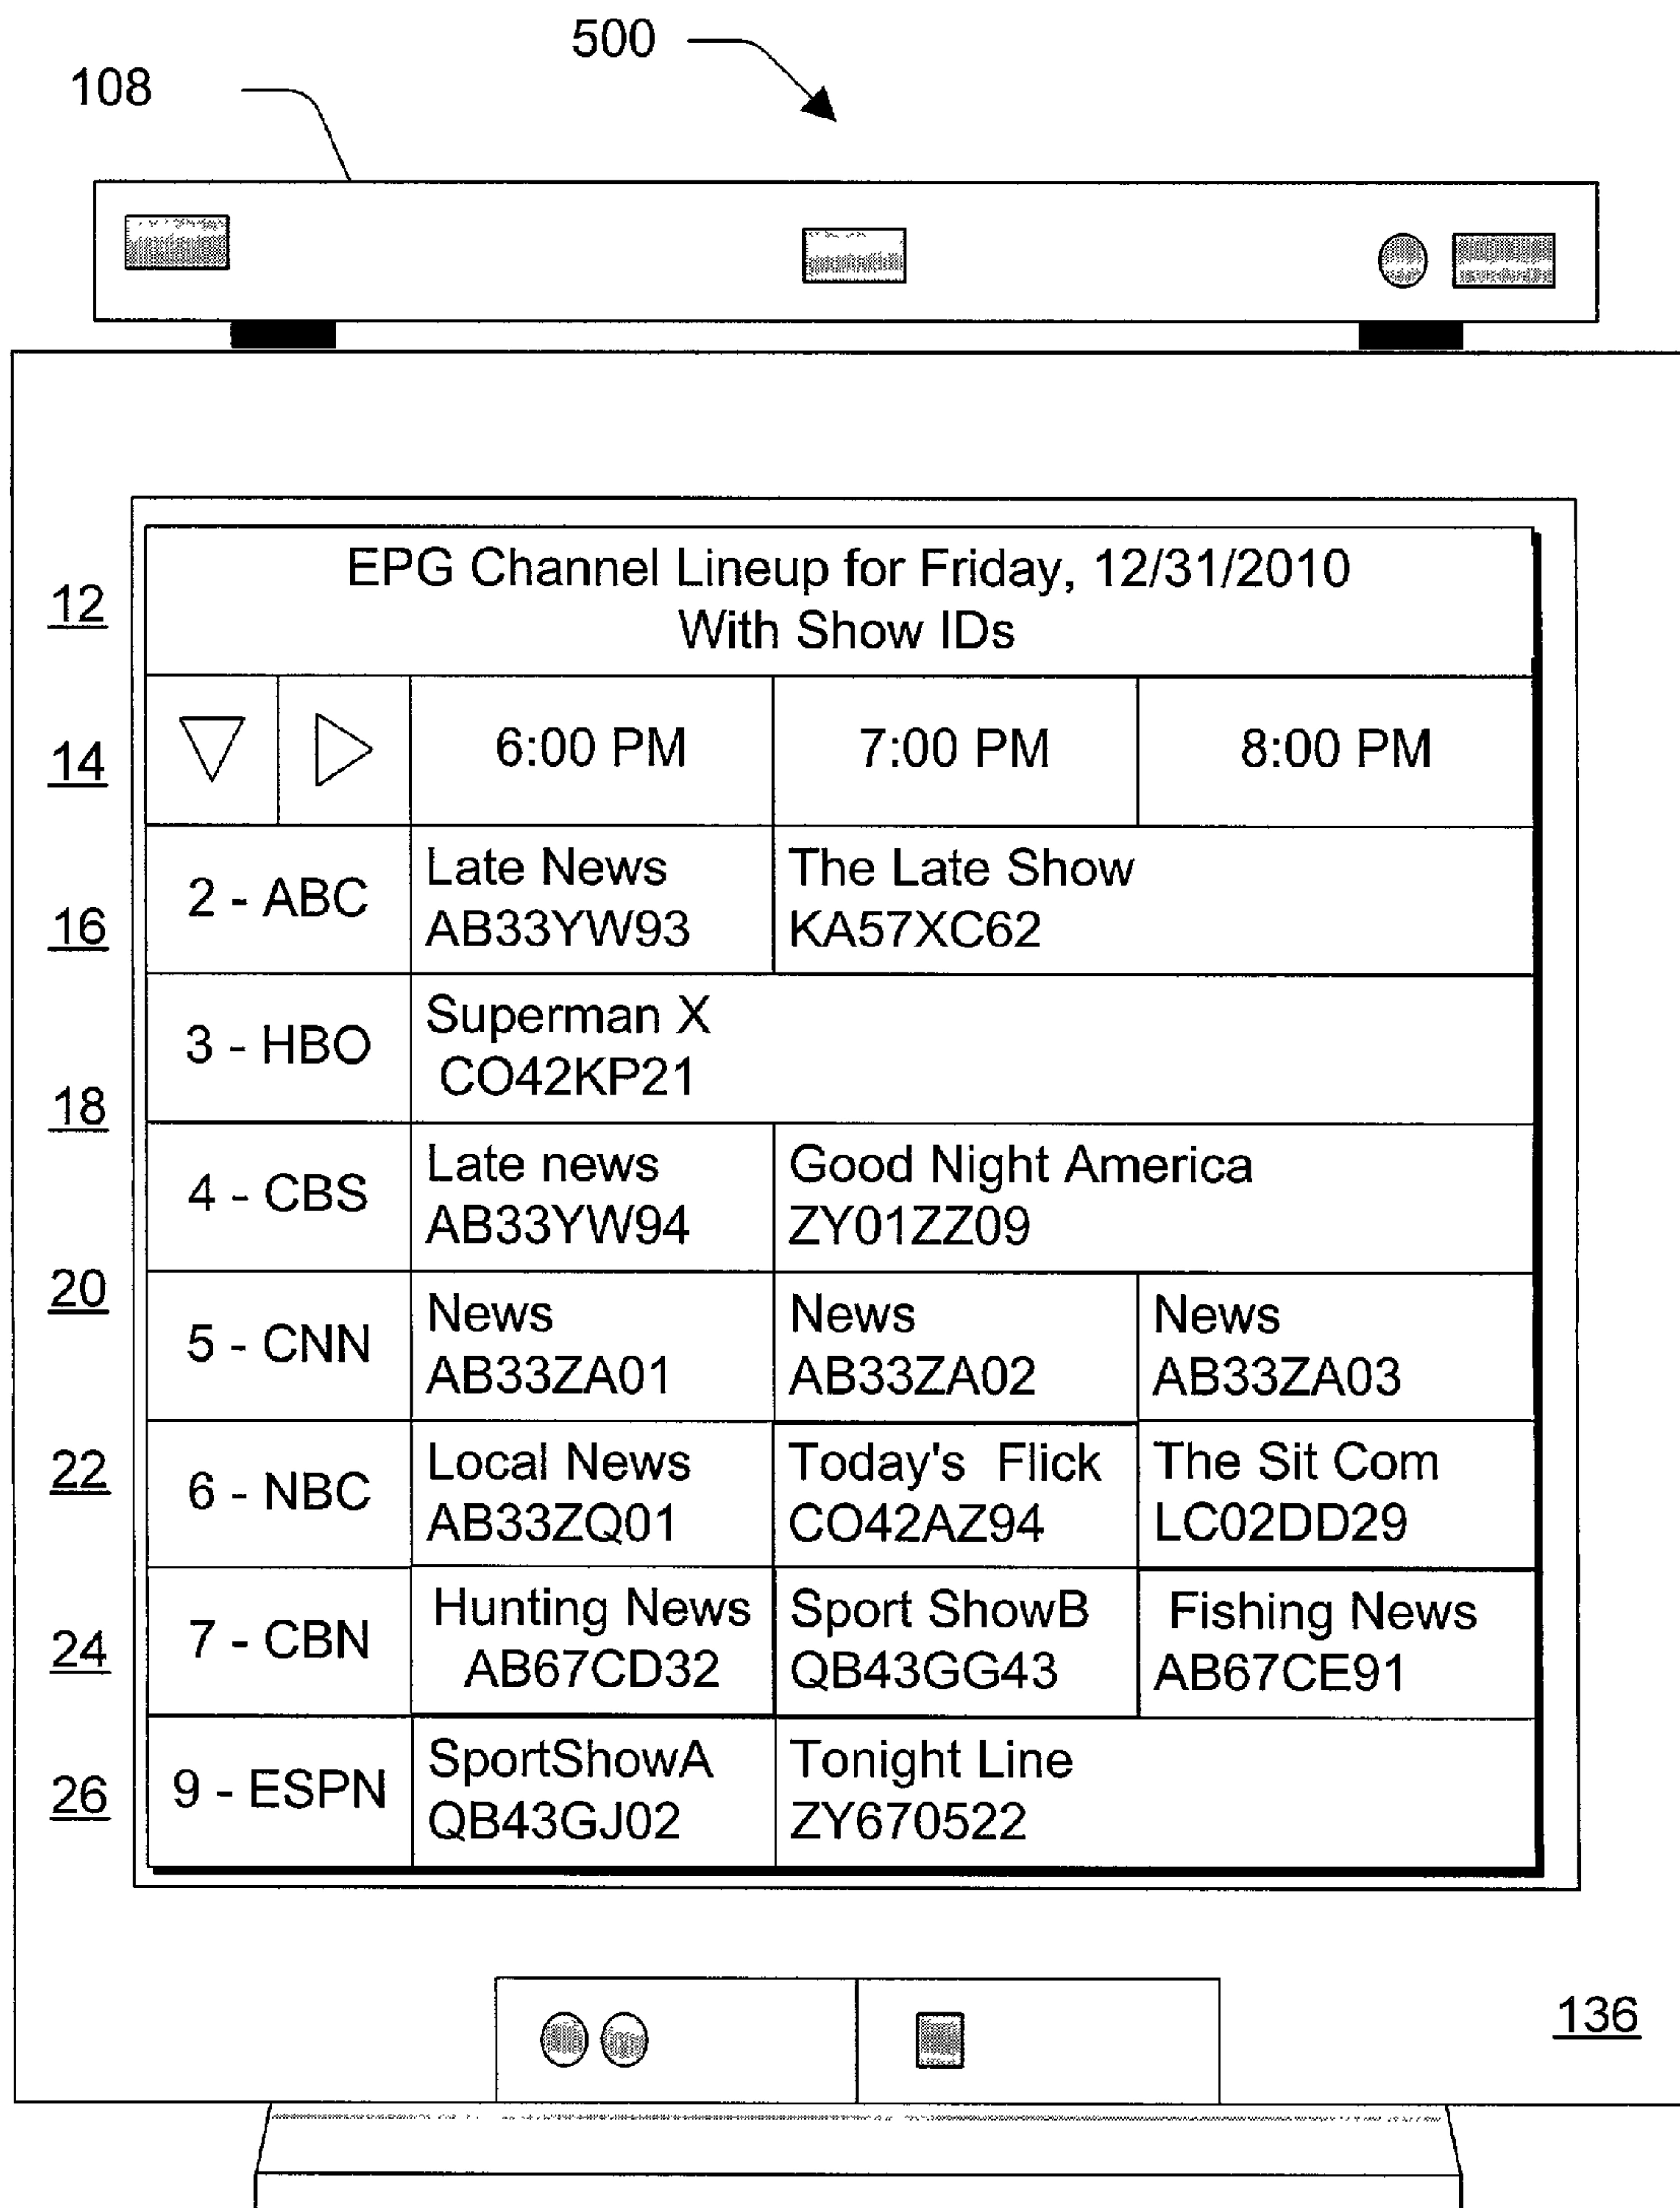 500
108
12
EPG Channel Lineup for Friday, 12/31/2010
With Show IDs
14
6:00 PM
7:00 PM
8:00 PM
16
2 - ABC
Late News
AB33YW93
The Late Show
KA57XC62
3 - HBO
Superman X
CO42KP21
18
4 - CBS
Late news
AB33YW94
Good Night America
ZY01ZZ09
20
5 - CNN
News
AB33ZA01
News
AB33ZA02
News
AB33ZA03
22
6 - NBC
Local News
AB33ZQ01
Today's Flick
CO42AZ94
The Sit Com
LC02DD29
24
7 - CBN
Hunting News
AB67CD32
Sport ShowB
QB43GG43
Fishing News
AB67CE91
26
9 - ESPN
SportShowA
QB43GJ02
Tonight Line
ZY670522
136